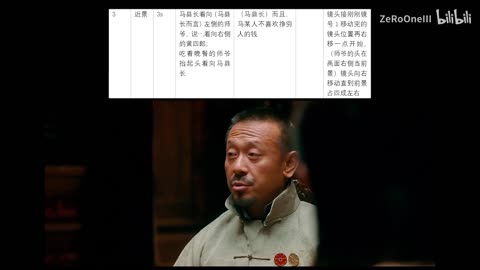 ZeRoOneIII bilibili
3 近景 3s 马县长看向(马县 (马县长)而且, 镜头接刚刚镜
长而言)左侧的师 马某人不喜欢挣穷 号1移动完的
爷,说…,看向右侧 人的钱 镜头位置再右
的黄四郎; 移一点开始,
吃着晚餐的师爷 (师爷的头在
抬起头看向马县 画面右侧当前
长 景)镜头向右
移动直到前景
占四成左右